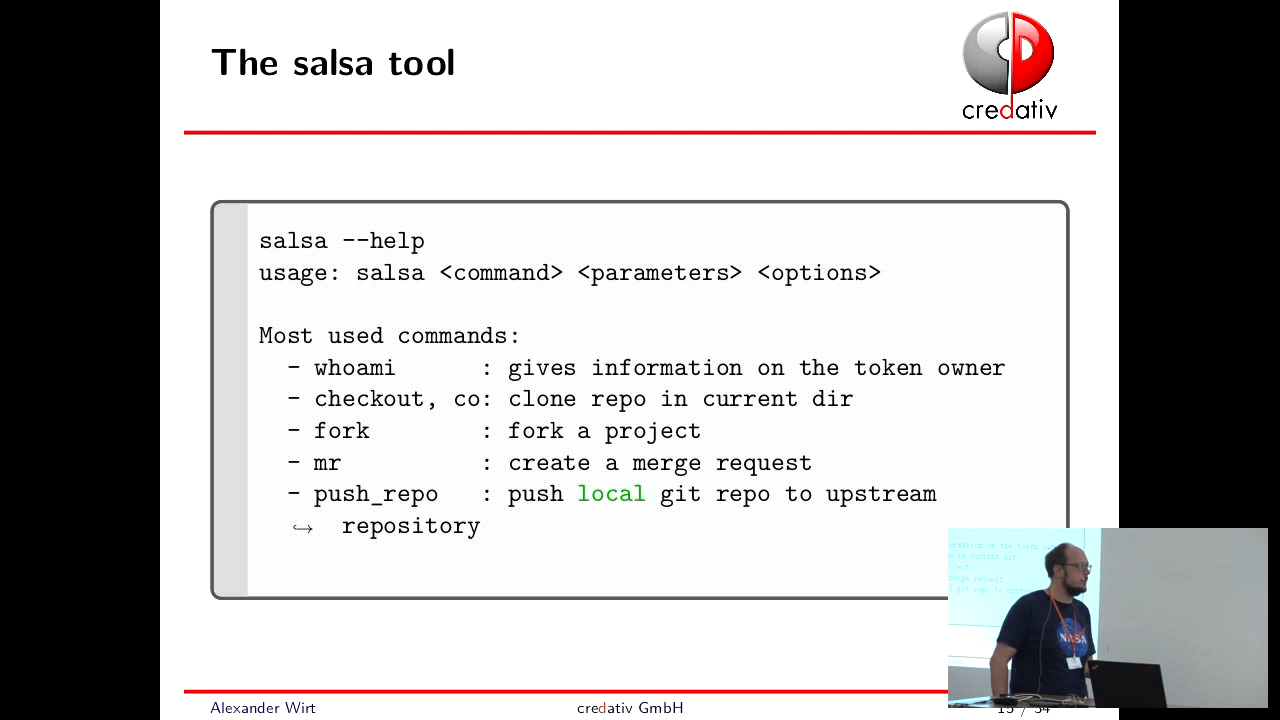 The salsa tool
credativ
salsa --help
usage: salsa <command> <parameters> <options>
Most used commands:
- whoami : gives information on the token owner
- checkout, co: clone repo in current dir
- fork : fork a project
- mr : create a merge request
- push_repo : push local git repo to upstream
↪ repository
NASA
Alexander Wirt
credativ GmbH